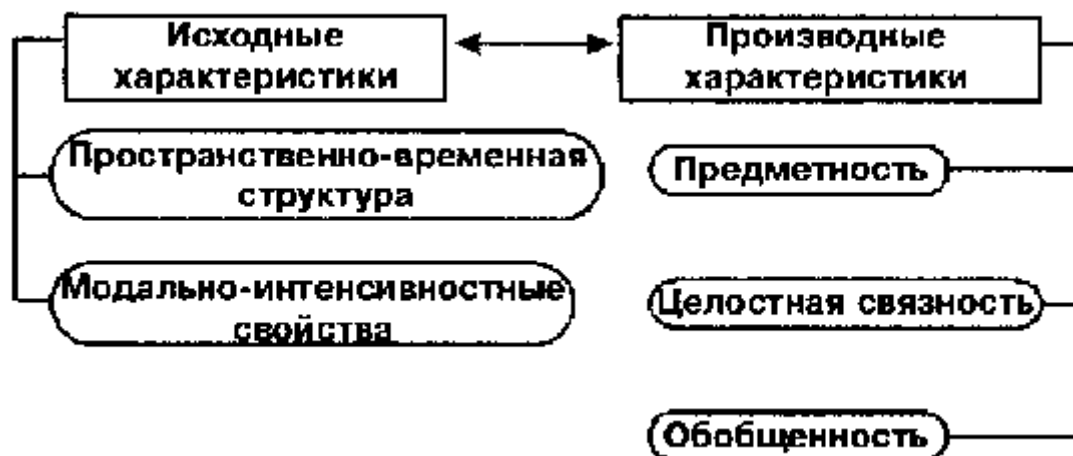 Исходные
характеристики
Производные
характеристики
Пространственно-временная
структура
Предметность
Модально-интенсивностные
свойства
Целостная связность
Обобщенность